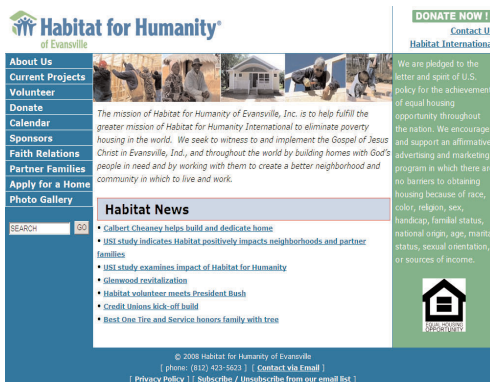 Habitat for Humanity®
of Evansville
DONATE NOW !
Contact U
Habitat Internationa
About Us
Current Projects
Volunteer
Donate
Calendar
Sponsors
Faith Relations
Partner Families
Apply for a Home
Photo Gallery
SEARCH
GO
The mission of Habitat for Humanity of Evansville, Inc. is to help fulfill the
greater mission of Habitat for Humanity International to eliminate poverty
housing in the world. We seek to witness to and implement the Gospel of Jesus
Christ in Evansville, Ind., and throughout the world by building homes with God's
people in need and by working with them to create a better neighborhood and
community in which to live and work.
Habitat News
• Calbert Cheaney helps build and dedicate home
• USI study indicates Habitat positively impacts neighborhoods and partner
families
• USI study examines impact of Habitat for Humanity
• Glenwood revitalization
• Habitat volunteer meets President Bush
• Credit Unions kick-off build
• Best One Tire and Service honors family with tree
We are pledged to the
letter and spirit of U.S.
policy for the achievemen
of equal housing
opportunity throughout
the nation. We encourage
and support an affirmative
advertising and marketing
program in which there ar
no barriers to obtaining
housing because of race,
color, religion, sex,
handicap, familial status,
national origin, age, marita
status, sexual orientation,
or sources of income.
EQUAL HOUSING
OPPORTUNITY
© 2008 Habitat for Humanity of Evansville
[ phone: (812) 423-5623 ] [ Contact via Email ]
[ Privacy Policy ] [ Subscribe / Unsubscribe from our email list ]